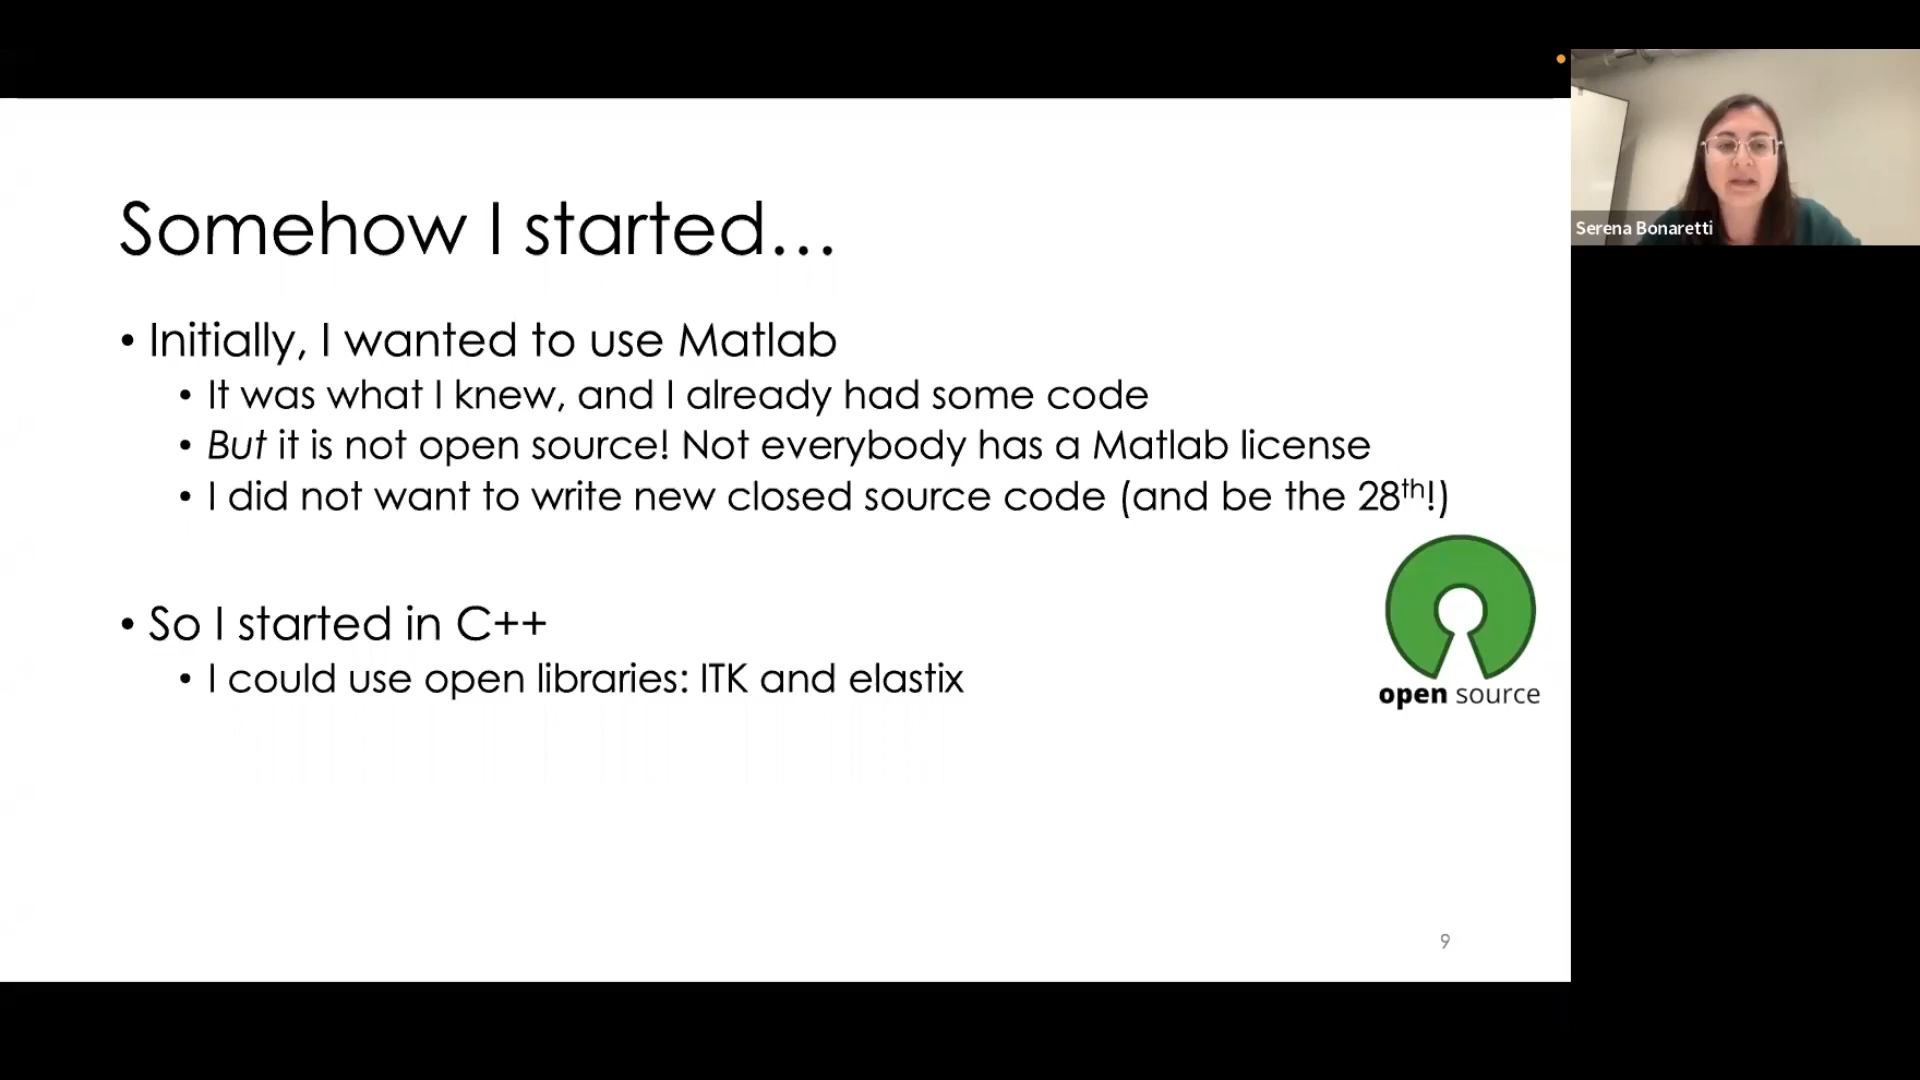 Somehow I started…
• Initially, I wanted to use Matlab
• It was what I knew, and I already had some code
• But it is not open source! Not everybody has a Matlab license
• I did not want to write new closed source code (and be the 28th!)
• So I started in C++
• I could use open libraries: ITK and elastix
open source
9
Serena Bonaretti